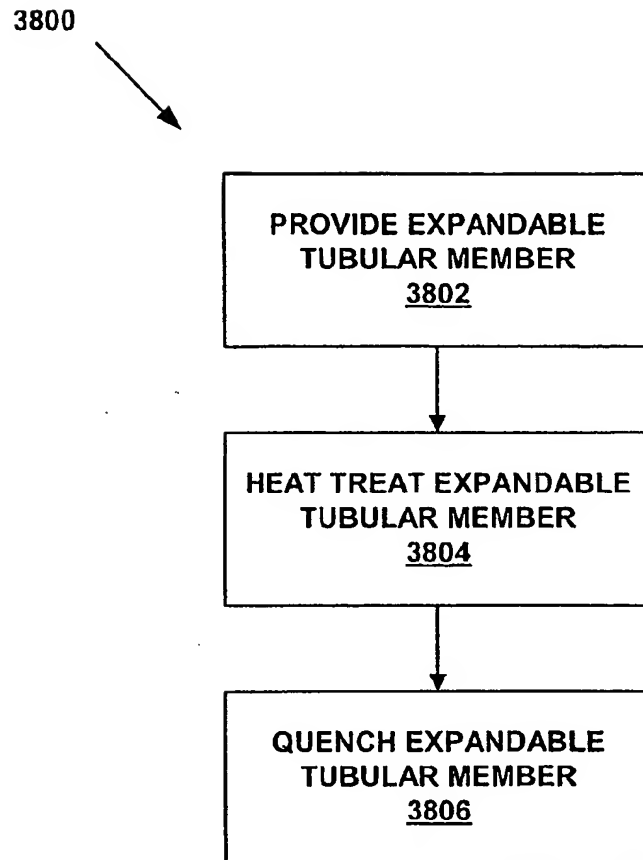 3800
PROVIDE EXPANDABLE
TUBULAR MEMBER
3802
HEAT TREAT EXPANDABLE
TUBULAR MEMBER
3804
QUENCH EXPANDABLE
TUBULAR MEMBER
3806